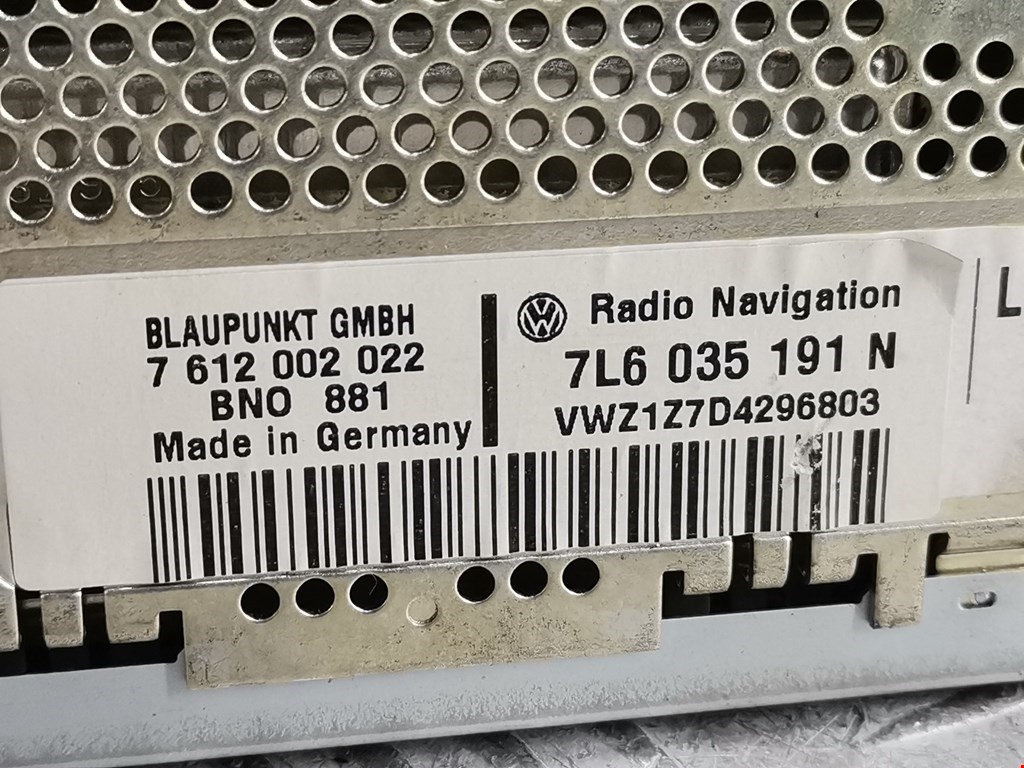 BLAUPUNKT GMBH
7 612 002 022
BNO 881
Made in Germany
Radio Navigation
7L6 035 191 N
VWZ1Z7D4296803
L